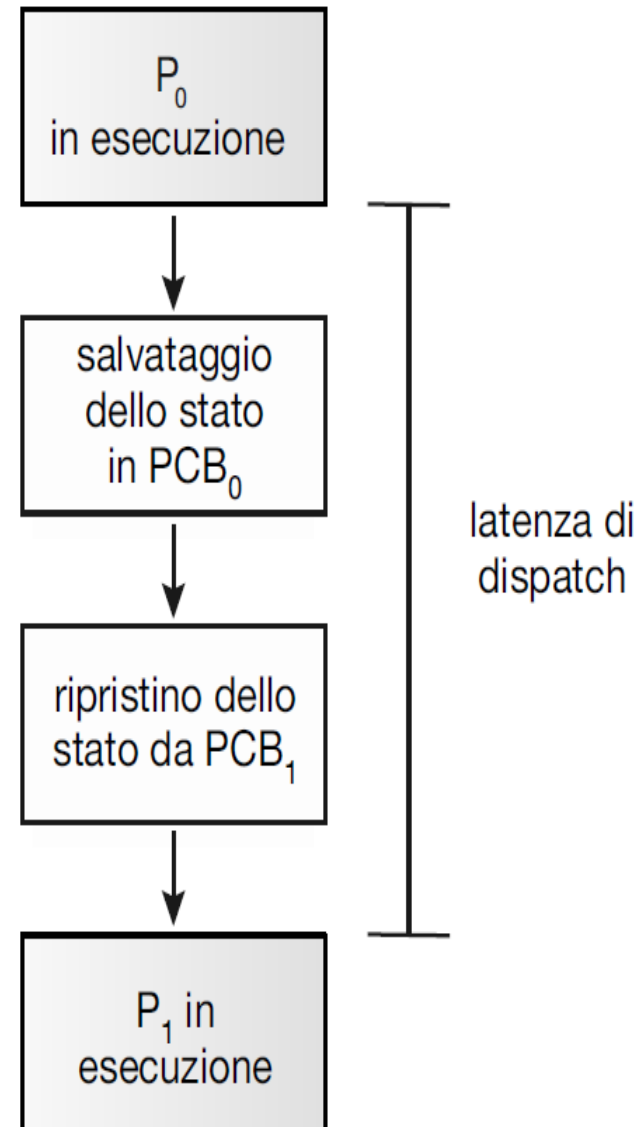 P₀
in esecuzione
salvataggio
dello stato
in PCB₀
latenza di
dispatch
ripristino dello
stato da PCB₁
P₁ in
esecuzione